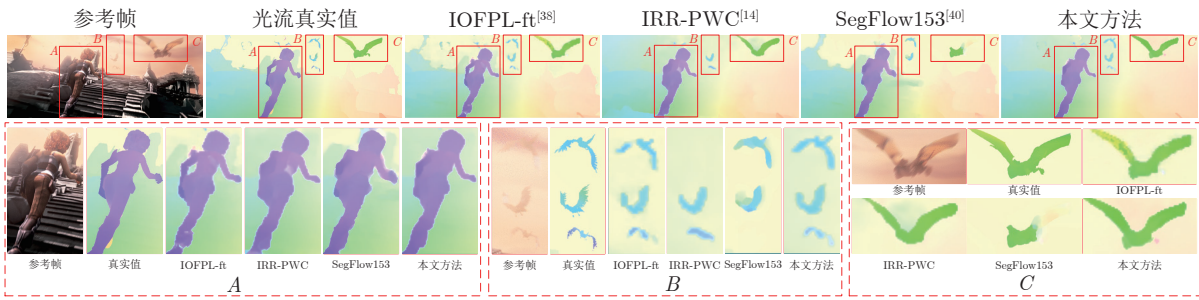 参考帧 光流真实值 IOFPL-ft[38] IRR-PWC[14] SegFlow153[40] 本文方法
A B C A B C A B C A B C A B C A B C
参考帧 真实值 IOFPL-ft IRR-PWC SegFlow153 本文方法
A
参考帧 真实值 IOFPL-ft IRR-PWC SegFlow153 本文方法
B
参考帧 真实值 IOFPL-ft
IRR-PWC SegFlow153 本文方法
C